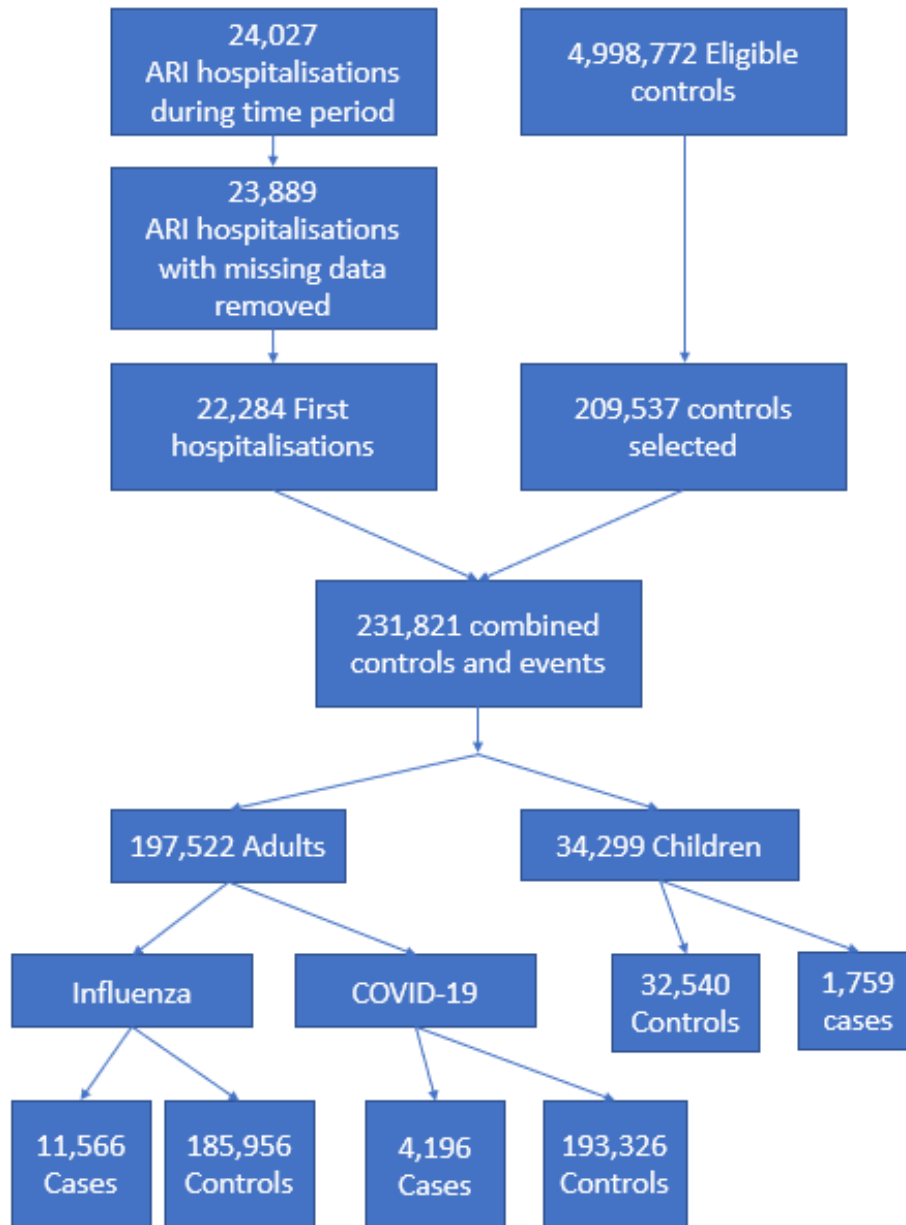 24,027
ARI hospitalisations
during time period
4,998,772 Eligible
controls
23,889
ARI hospitalisations
with missing data
removed
22,284 First
hospitalisations
209,537 controls
selected
231,821 combined
controls and events
197,522 Adults
34,299 Children
Influenza
COVID-19
32,540
Controls
1,759
cases
11,566
Cases
185,956
Controls
4,196
Cases
193,326
Controls